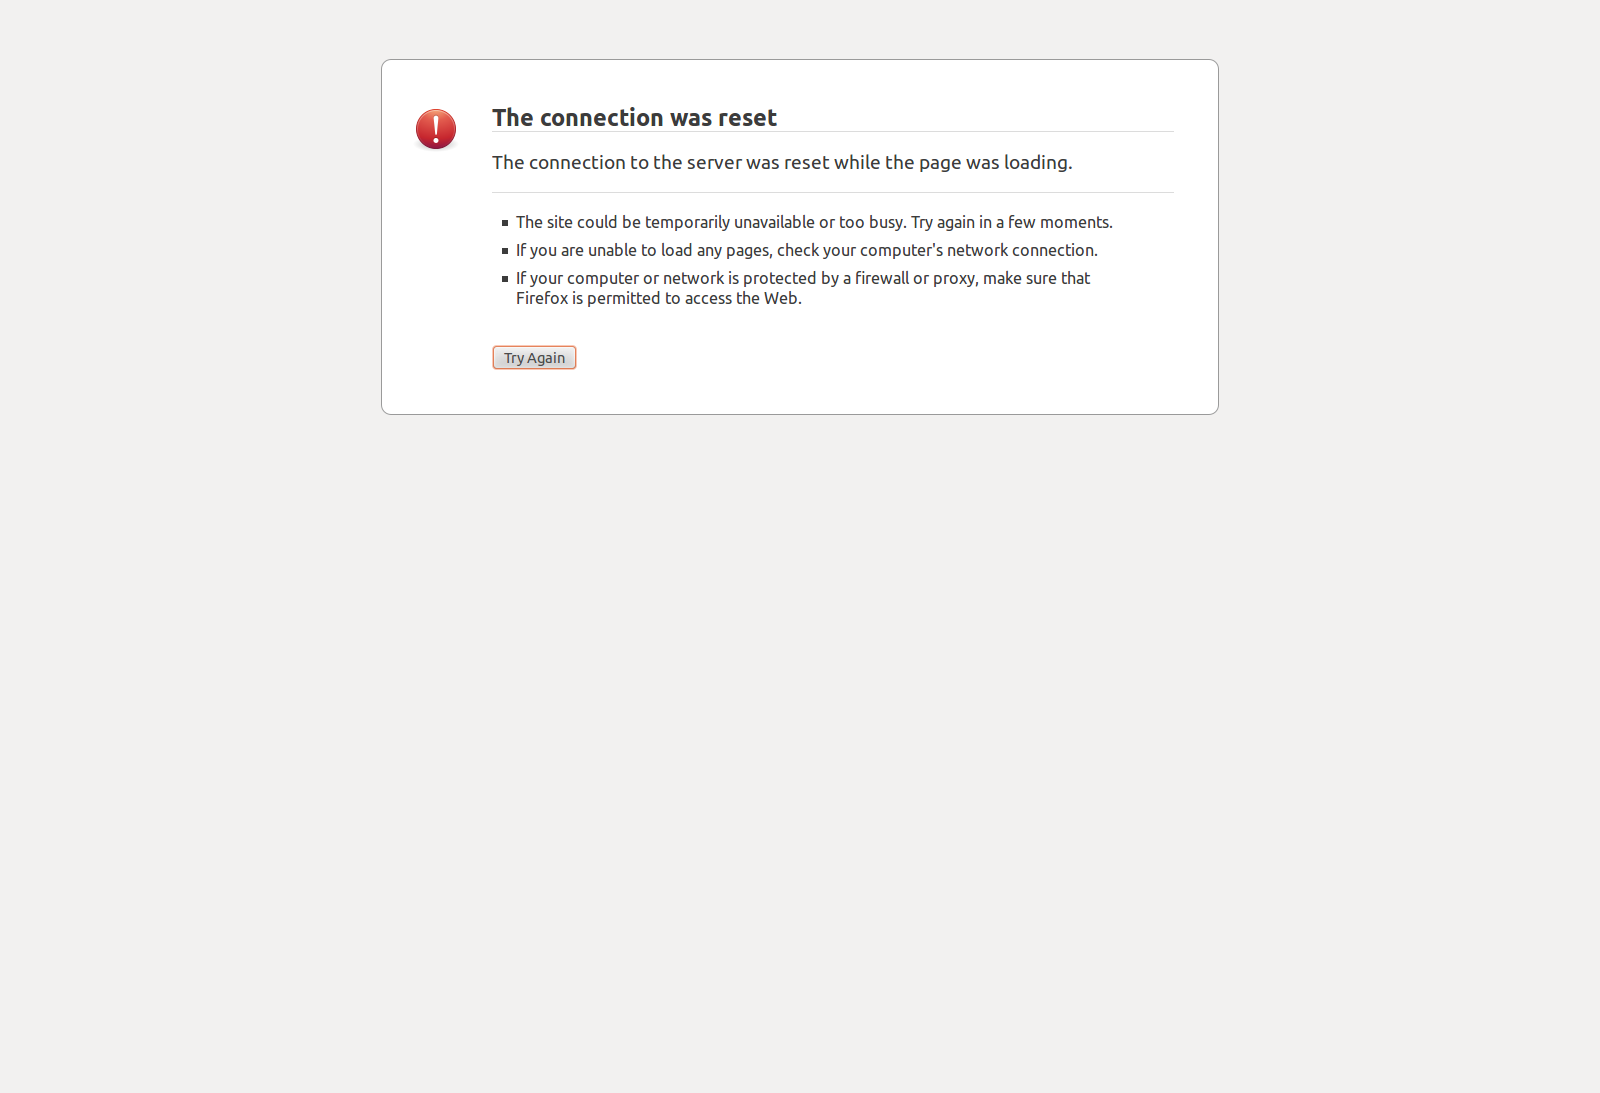 The connection was reset
The connection to the server was reset while the page was loading.
The site could be temporarily unavailable or too busy. Try again in a few moments.
If you are unable to load any pages, check your computer's network connection.
If your computer or network is protected by a firewall or proxy, make sure that
Firefox is permitted to access the Web.
Try Again